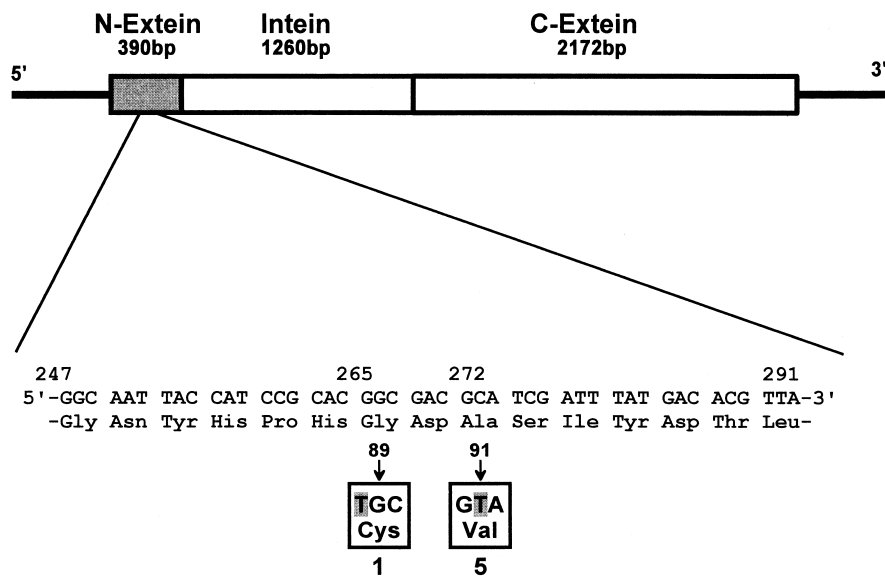 N-Extein Intein C-Extein
390bp 1260bp 2172bp
5' 3'
247 265 272 291
5'-GGC AAT TAC CAT CCG CAC GGC GAC GCA TCG ATT TAT GAC ACG TTA-3'
-Gly Asn Tyr His Pro His Gly Asp Ala Ser Ile Tyr Asp Thr Leu-
89 91
TGC GTA
Cys Val
1 5